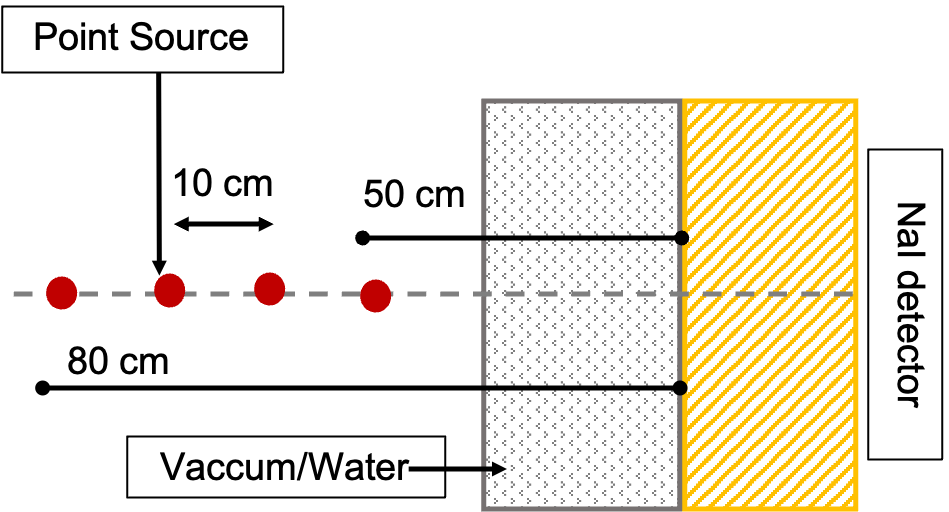 Point Source
10 cm
50 cm
80 cm
Vaccum/Water
NaI detector